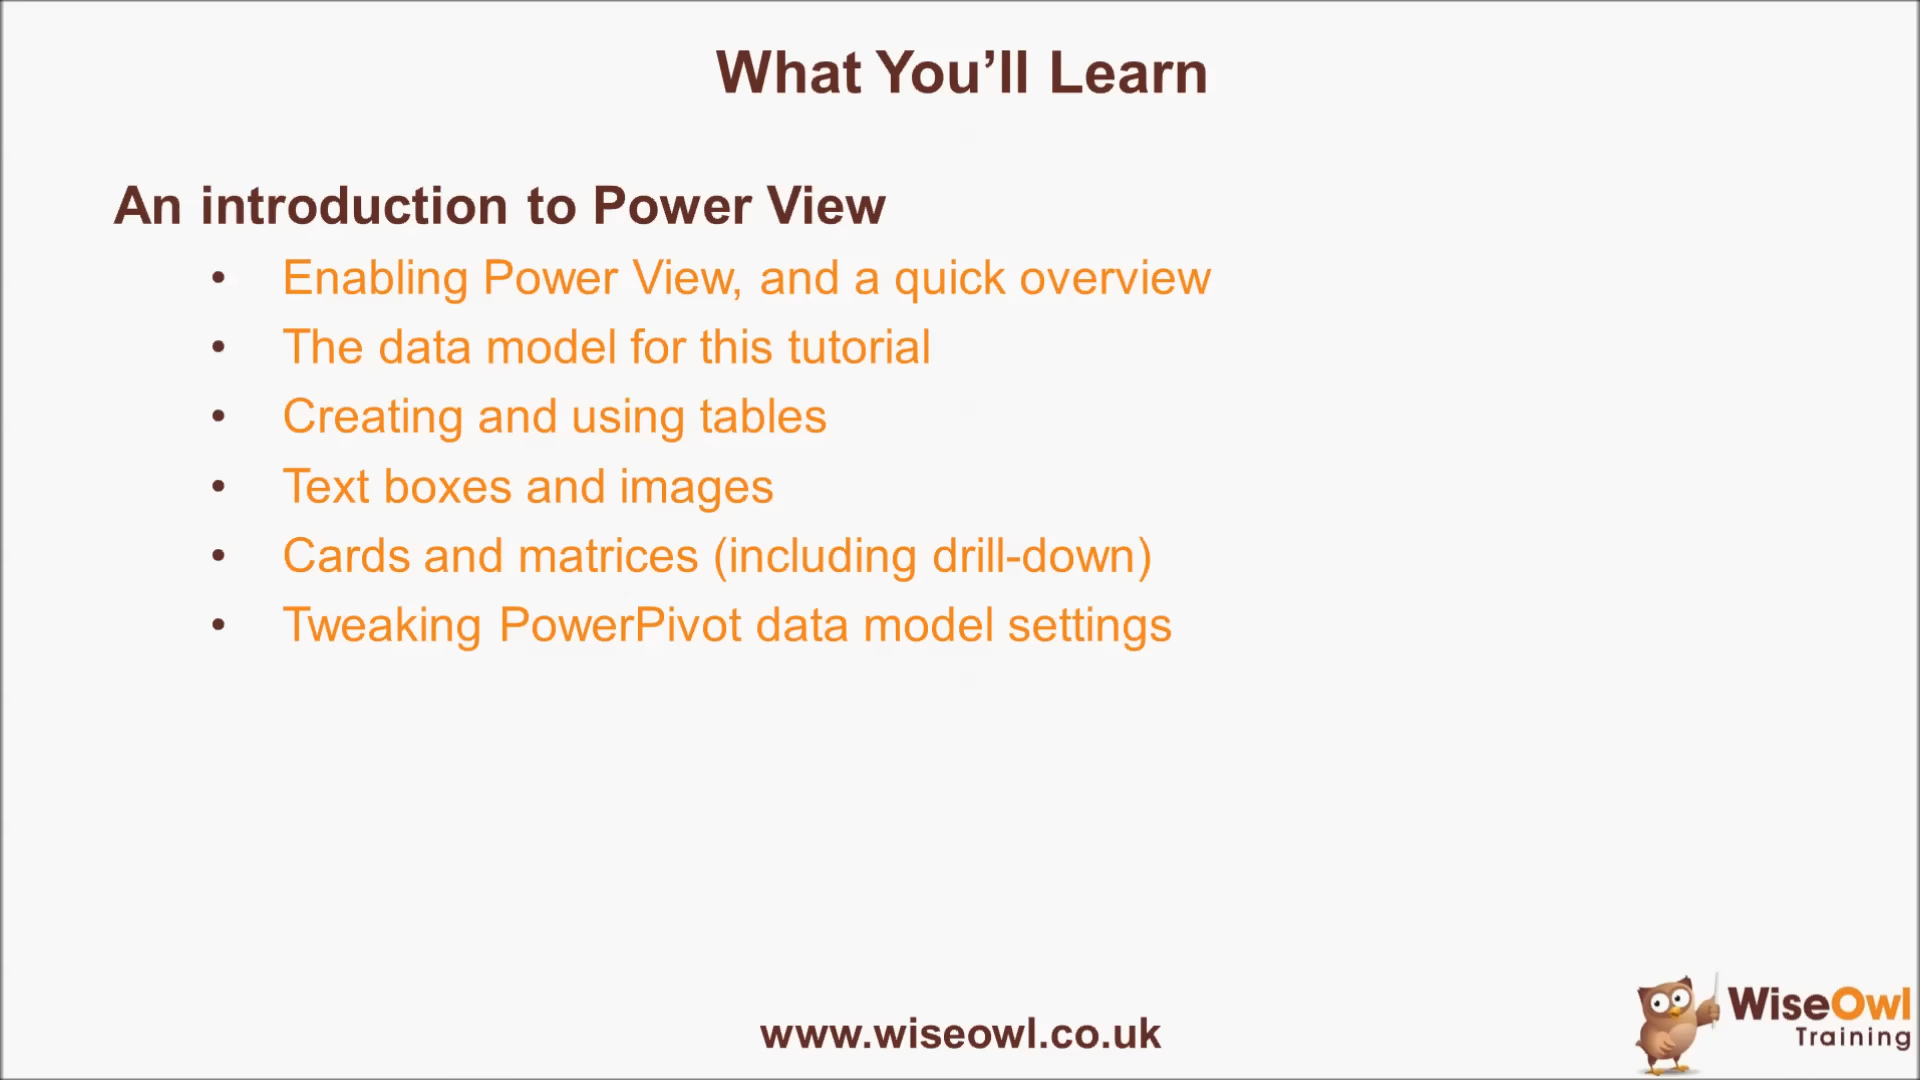 What You’ll Learn
An introduction to Power View
• Enabling Power View, and a quick overview
• The data model for this tutorial
• Creating and using tables
• Text boxes and images
• Cards and matrices (including drill-down)
• Tweaking PowerPivot data model settings
www.wiseowl.co.uk
WiseOwl
Training